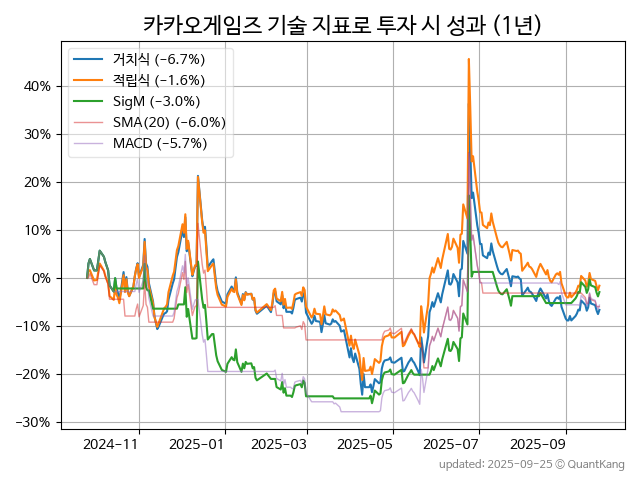 카카오게임즈 기술 지표로 투자 시 성과 (1년)
거치식 (−6.7%)
적립식 (−1.6%)
SigM (−3.0%)
SMA(20) (−6.0%)
MACD (−5.7%)
40%
30%
20%
10%
0%
−10%
−20%
−30%
2024-11 2025-01 2025-03 2025-05 2025-07 2025-09
updated: 2025-09-25 © QuantKang